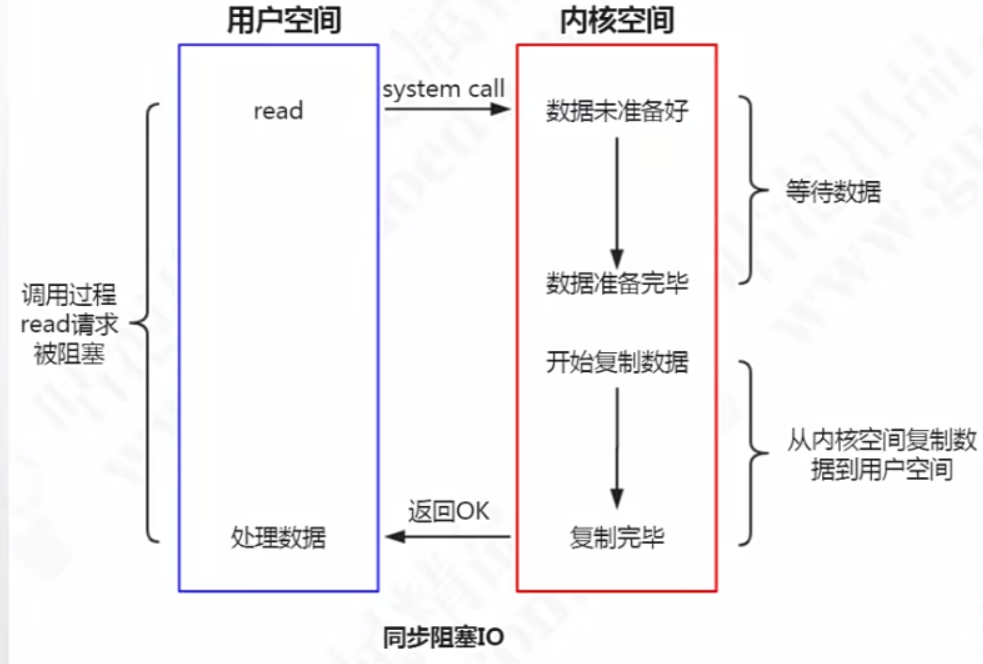 用户空间
内核空间
read
system call
数据未准备好
等待数据
数据准备完毕
调用过程
read请求
被阻塞
开始复制数据
从内核空间复制数
据到用户空间
处理数据
返回OK
复制完毕
同步阻塞IO